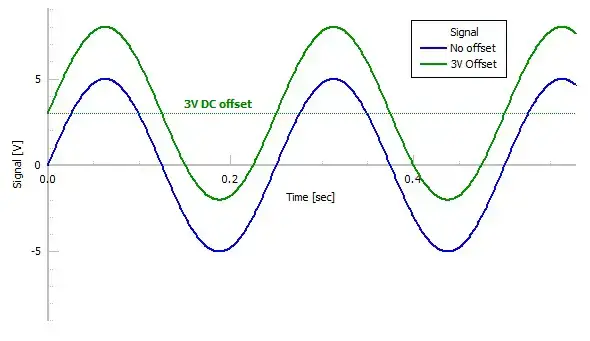 Signal
No offset
3V Offset
5
3V DC offset
Signal [V]
0
0.0
0.2
0.4
Time [sec]
-5